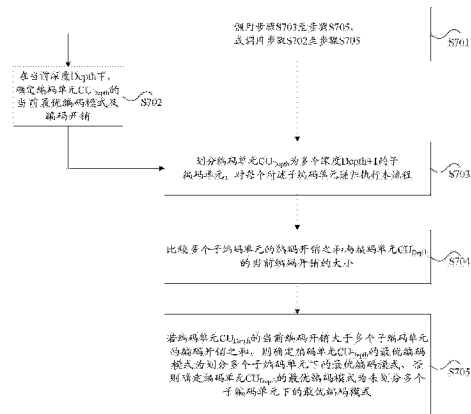 调用步骤S703至步骤S705,
或调用步骤S702至步骤S705
S701
在当前深度Depth下,
确定编码单元CU_Depth的
当前最优编码模式及
编码开销
S702
划分编码单元CU_Depth为多个深度Depth+1的子
编码单元, 对每个所述子编码单元递归执行本流程
S703
比较多个子编码单元的编码开销之和与编码单元CU_Depth
的当前编码开销的大小
S704
若编码单元CU_Depth的当前编码开销大于多个子编码单元
的编码开销之和, 则确定编码单元CU_Depth的最优编码
模式为划分多个子编码单元下的最优编码模式, 否
则确定编码单元CU_Depth的最优编码模式为未划分多个
子编码单元下的最优编码模式
S705